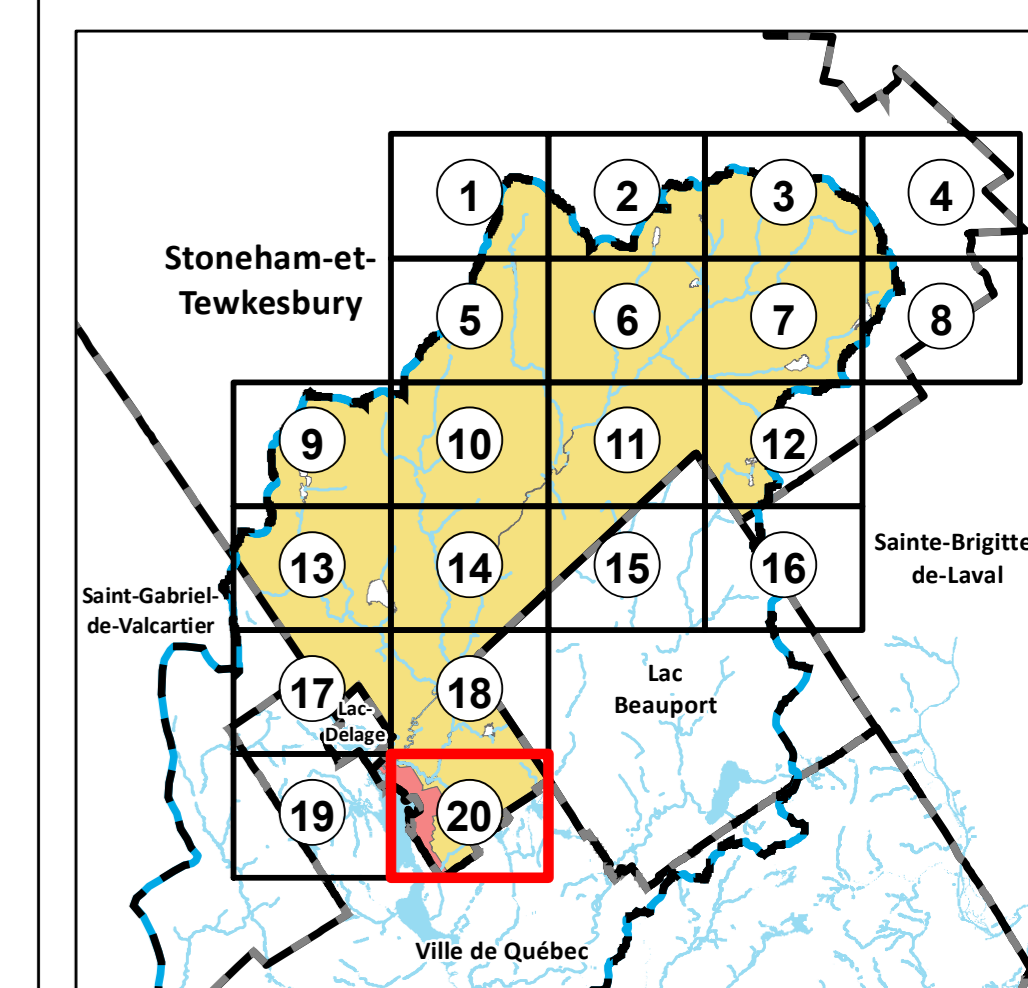 1
2
3
4
Stoneham-et-
Tewkesbury
5
6
7
8
9
10
11
12
13
14
15
16
Sainte-Brigitte
de-Laval
Saint-Gabriel-
de-Valcartier
17
Lac-
Delage
18
Lac
Beauport
19
20
Ville de Québec